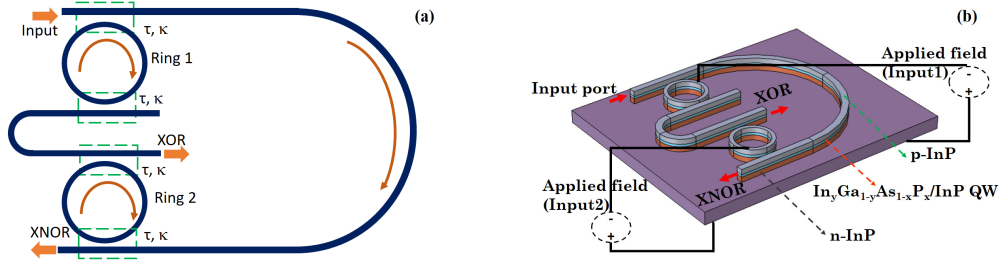 (a)
Input
τ, κ
Ring 1
τ, κ
XOR
τ, κ
Ring 2
XNOR
τ, κ
(b)
Applied field
(Input1)
-
+
Input port
XOR
p-InP
XNOR
Applied field
(Input2)
-
+
InyGa1-yAs1-xPx/InP QW
n-InP